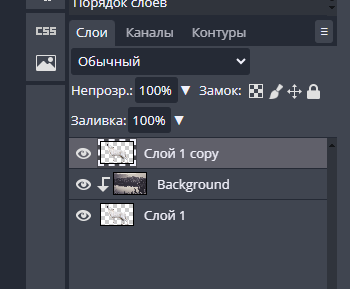 Порядок слоев
CSS
Слои Каналы Контуры
Обычный
Непрозр.: 100% Замок:
Заливка: 100%
Слой 1 copy
Background
Слой 1